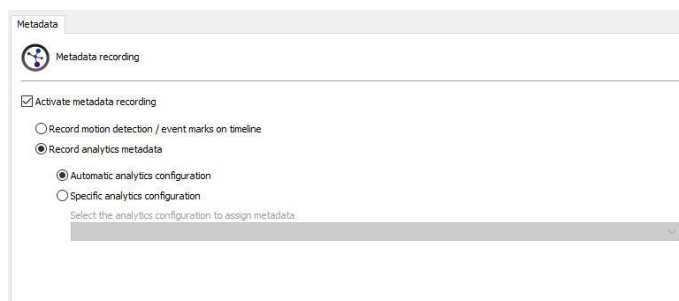 Metadata
Metadata recording
Activate metadata recording
Record motion detection / event marks on timeline
Record analytics metadata
Automatic analytics configuration
Specific analytics configuration
Select the analytics configuration to assign metadata